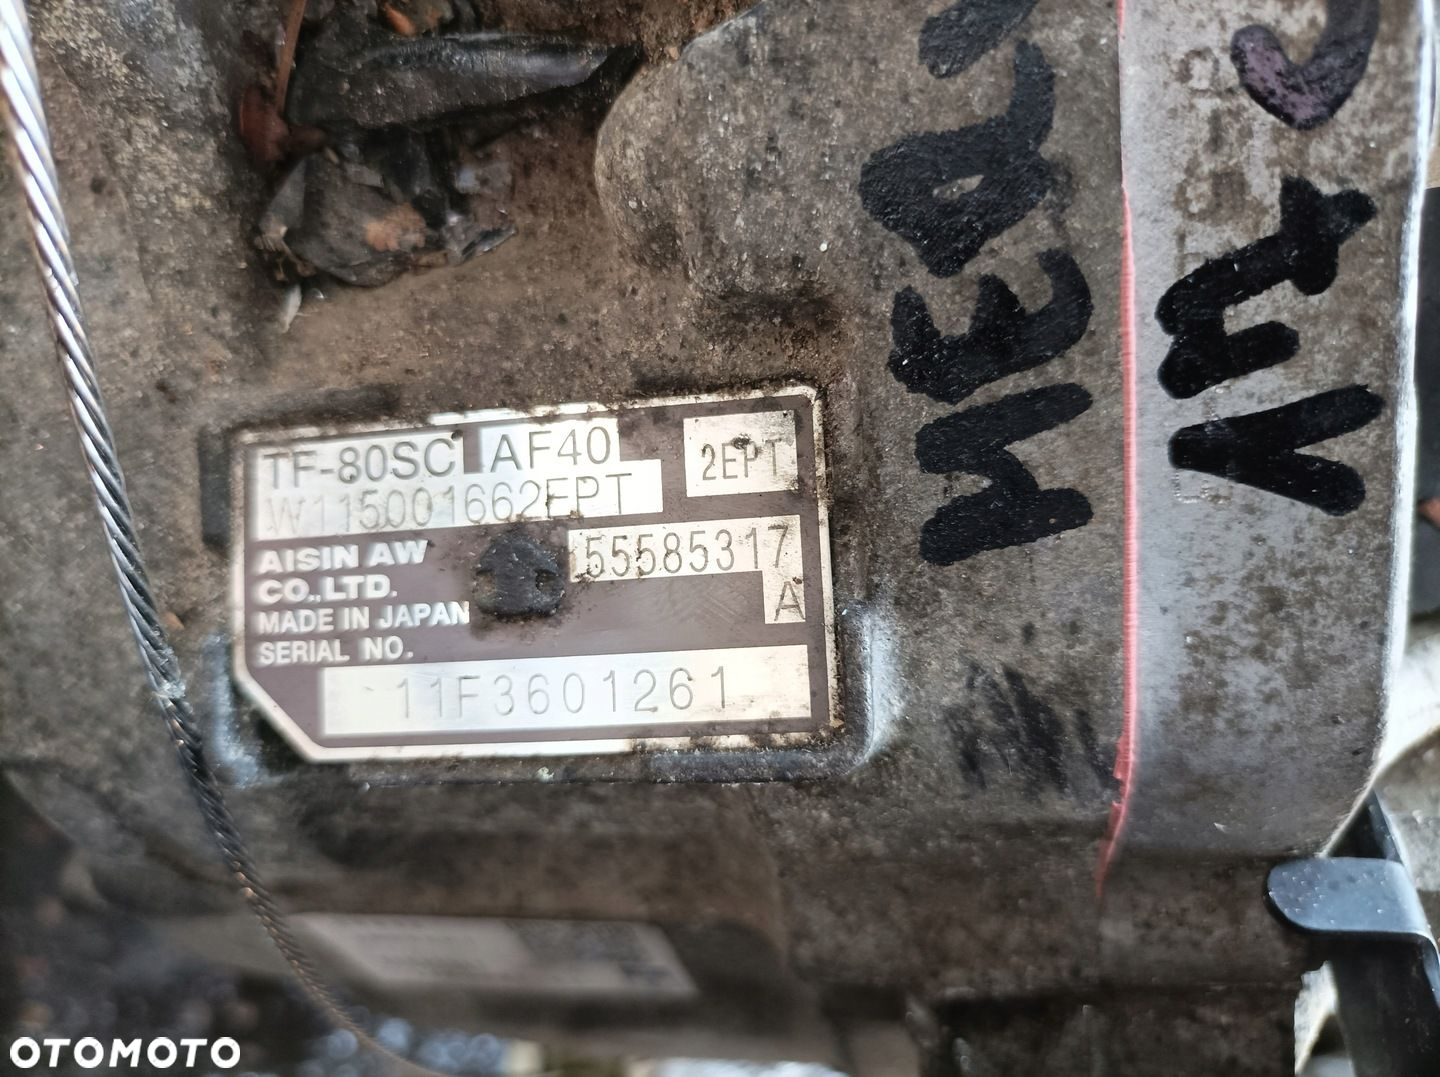 TF-80SC AF40
2EPT
W115001662EPT
AISIN AW
CO.,LTD.
55585317
A
MADE IN JAPAN
SERIAL NO.
11F3601261
OTOMOTO